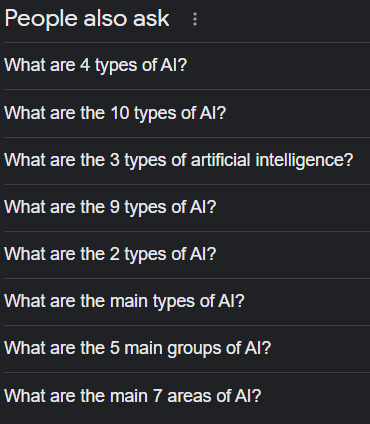 People also ask
What are 4 types of AI?
What are the 10 types of AI?
What are the 3 types of artificial intelligence?
What are the 9 types of AI?
What are the 2 types of AI?
What are the main types of AI?
What are the 5 main groups of AI?
What are the main 7 areas of AI?